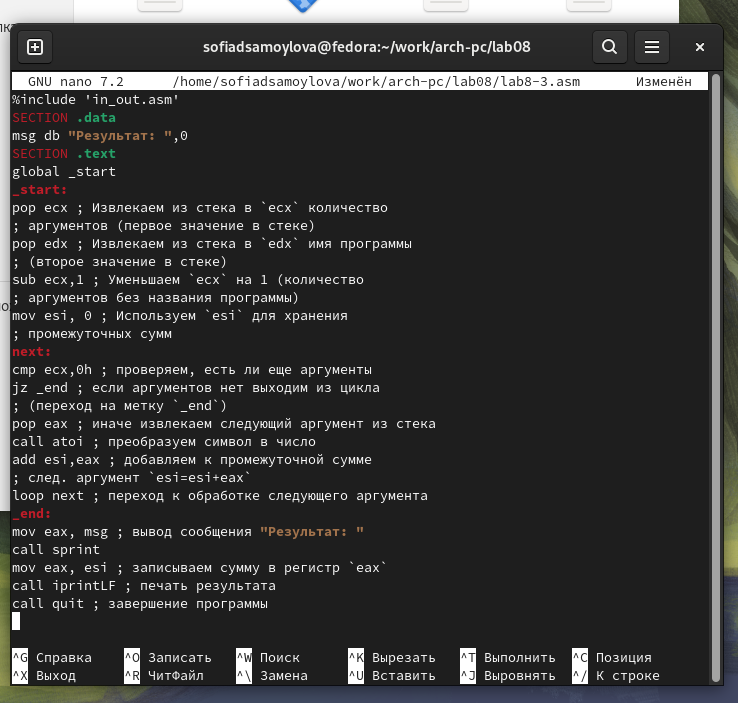 sofiadsamoylova@fedora:~/work/arch-pc/lab08
GNU nano 7.2 /home/sofiadsamoylova/work/arch-pc/lab08/lab8-3.asm Изменён
%include 'in_out.asm'
SECTION .data
msg db "Результат: ",0
SECTION .text
global _start
_start:
pop ecx ; Извлекаем из стека в `ecx` количество
; аргументов (первое значение в стеке)
pop edx ; Извлекаем из стека в `edx` имя программы
; (второе значение в стеке)
sub ecx,1 ; Уменьшаем `ecx` на 1 (количество
; аргументов без названия программы)
mov esi, 0 ; Используем `esi` для хранения
; промежуточных сумм
next:
cmp ecx,0h ; проверяем, есть ли еще аргументы
jz _end ; если аргументов нет выходим из цикла
; (переход на метку `_end`)
pop eax ; иначе извлекаем следующий аргумент из стека
call atoi ; преобразуем символ в число
add esi,eax ; добавляем к промежуточной сумме
; след. аргумент `esi=esi+eax`
loop next ; переход к обработке следующего аргумента
_end:
mov eax, msg ; вывод сообщения "Результат: "
call sprint
mov eax, esi ; записываем сумму в регистр `eax`
call iprintLF ; печать результата
call quit ; завершение программы
^G Справка ^O Записать ^W Поиск ^K Вырезать ^T Выполнить ^C Позиция
^X Выход ^R ЧитФайл ^\ Замена ^U Вставить ^J Выровнять ^/ К строке